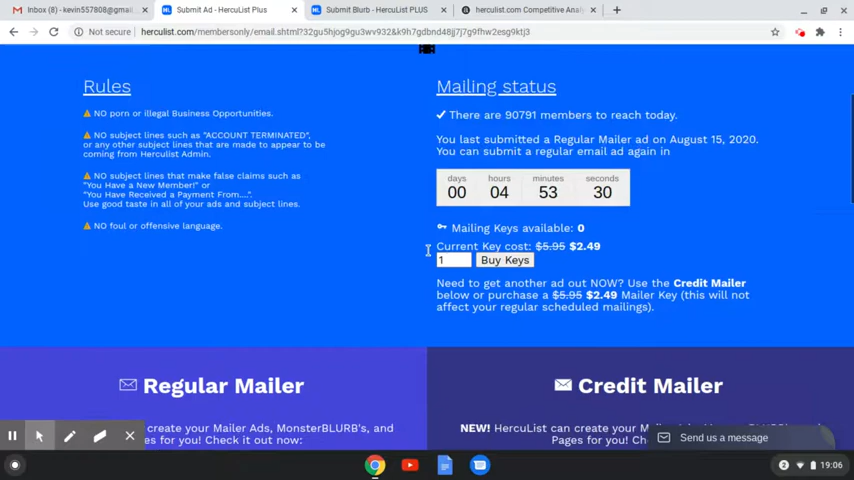 Inbox (8) - kevin557808@gmail.
Submit Ad - HercuList Plus
Submit Blurb - HercuList PLUS
herculist.com Competitive Anal
Not secure
herculist.com/membersonly/email.shtml?32gu5hjog9gu3wv932&k9h7gdbnd48jj7j7g9fhw2esg9ktj3
Rules
NO porn or illegal Business Opportunities.
NO subject lines such as "ACCOUNT TERMINATED",
or any other subject lines that are made to appear to be
coming from Herculist Admin.
NO subject lines that make false claims such as
"You Have a New Member!" or
"You Have Received a Payment From....".
Use good taste in all of your ads and subject lines.
NO foul or offensive language.
Mailing status
There are 90791 members to reach today.
You last submitted a Regular Mailer ad on August 15, 2020.
You can submit a regular email ad again in
days hours minutes seconds
00 04 53 30
Mailing Keys available: 0
Current Key cost: $5.95 $2.49
1 Buy Keys
Need to get another ad out NOW? Use the Credit Mailer
below or purchase a $5.95 $2.49 Mailer Key (this will not
affect your regular scheduled mailings).
Regular Mailer
create your Mailer Ads, MonsterBLURB's, and
es for you! Check it out now:
Credit Mailer
NEW! HercuList can create your Mail
Pages for you! Che
Send us a message
2
19:06